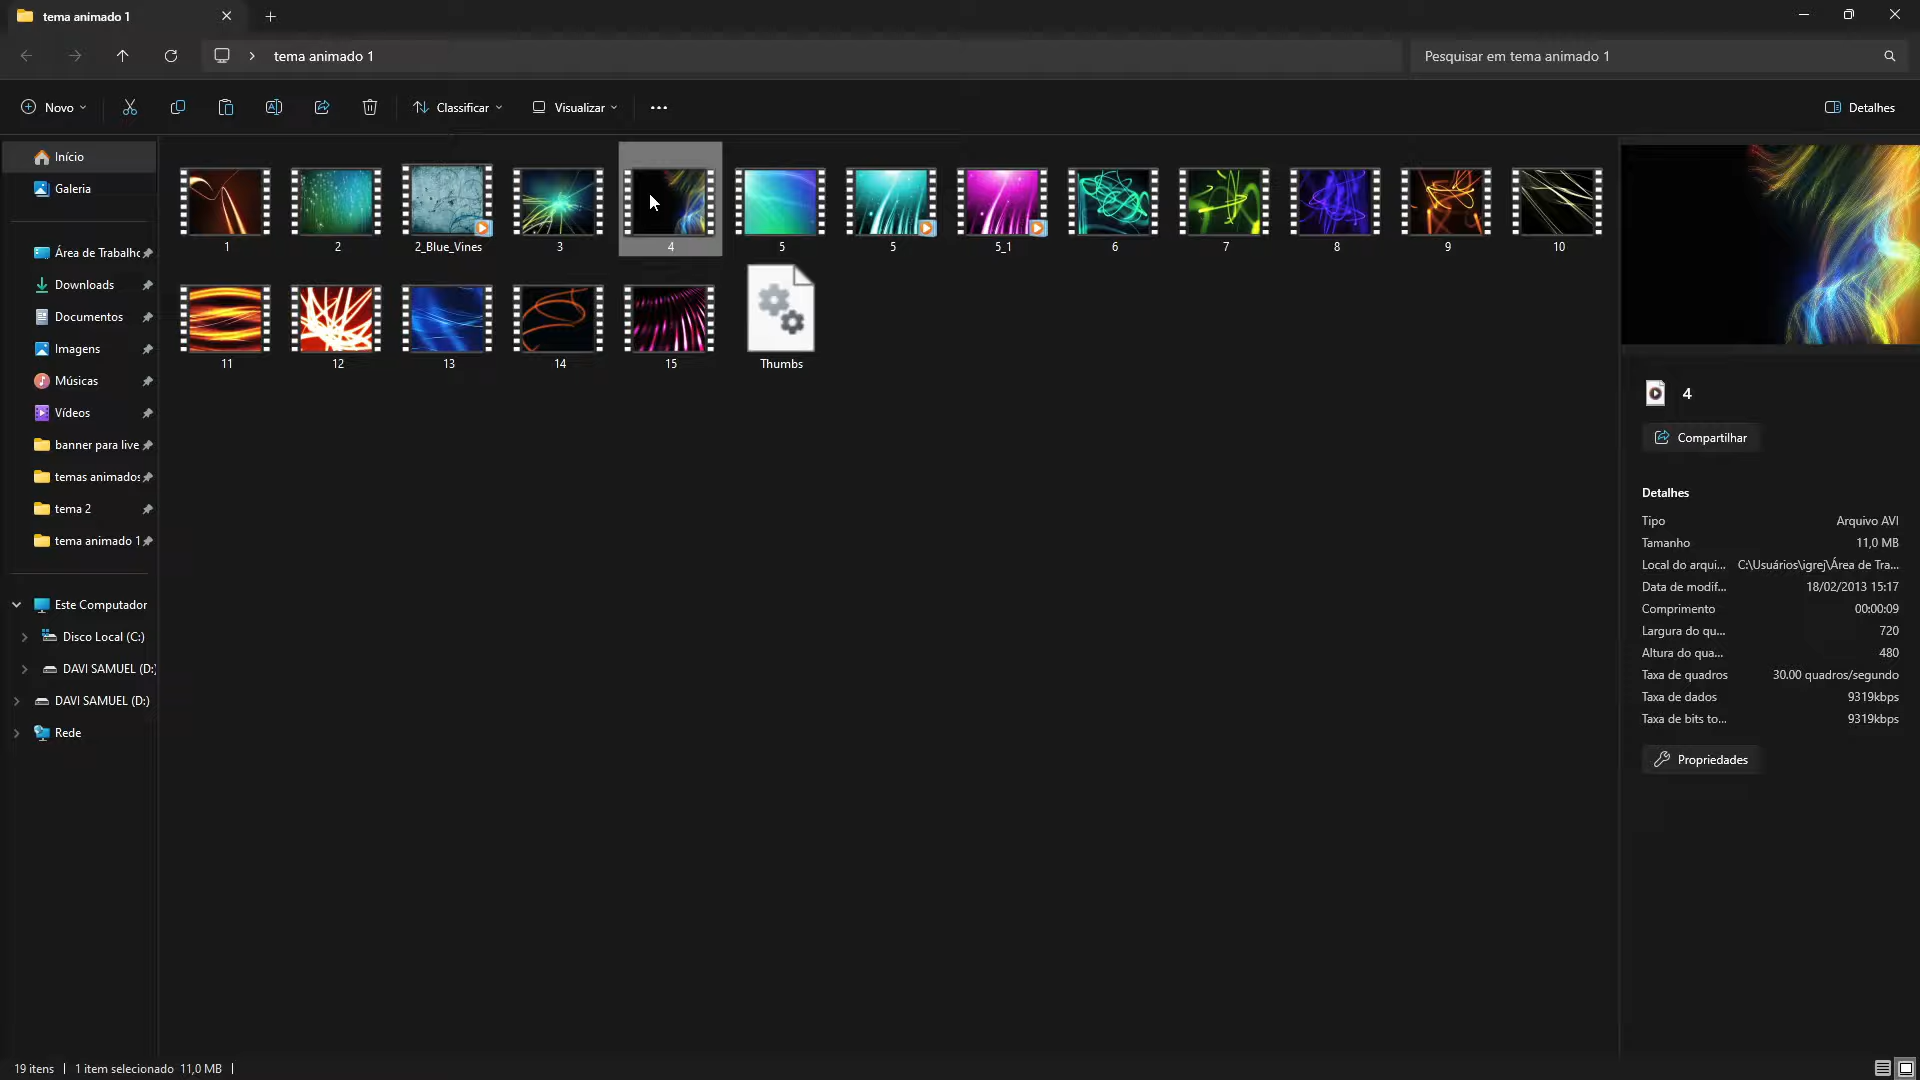 tema animado 1
tema animado 1
Pesquisar em tema animado 1
Novo
Classificar
Visualizar
Detalhes
Início
Galeria
Área de Trabalho
Downloads
Documentos
Imagens
Músicas
Vídeos
banner para live
temas animados
tema 2
tema animado 1
Este Computador
Disco Local (C:)
DAVI SAMUEL (D:)
DAVI SAMUEL (D:)
Rede
1
2
2_Blue_Vines
3
4
5
5
5_1
6
7
8
9
10
11
12
13
14
15
Thumbs
4
Compartilhar
Detalhes
Tipo Arquivo AVI
Tamanho 11,0 MB
Local do arqui... C:\Usuários\igrej\Área de Tra...
Data de modif... 18/02/2013 15:17
Comprimento 00:00:09
Largura do qu... 720
Altura do qua... 480
Taxa de quadros 30.00 quadros/segundo
Taxa de dados 9319kbps
Taxa de bits to... 9319kbps
Propriedades
19 itens 1 item selecionado 11,0 MB